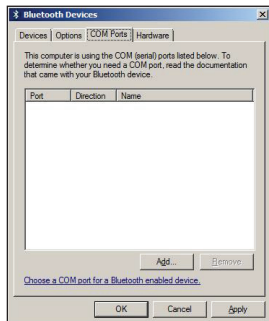 Bluetooth Devices
Devices Options COM Ports Hardware
This computer is using the COM (serial) ports listed below. To
determine whether you need a COM port, read the documentation
that came with your Bluetooth device.
Port Direction Name
Add... Remove
Choose a COM port for a Bluetooth enabled device.
OK Cancel Apply